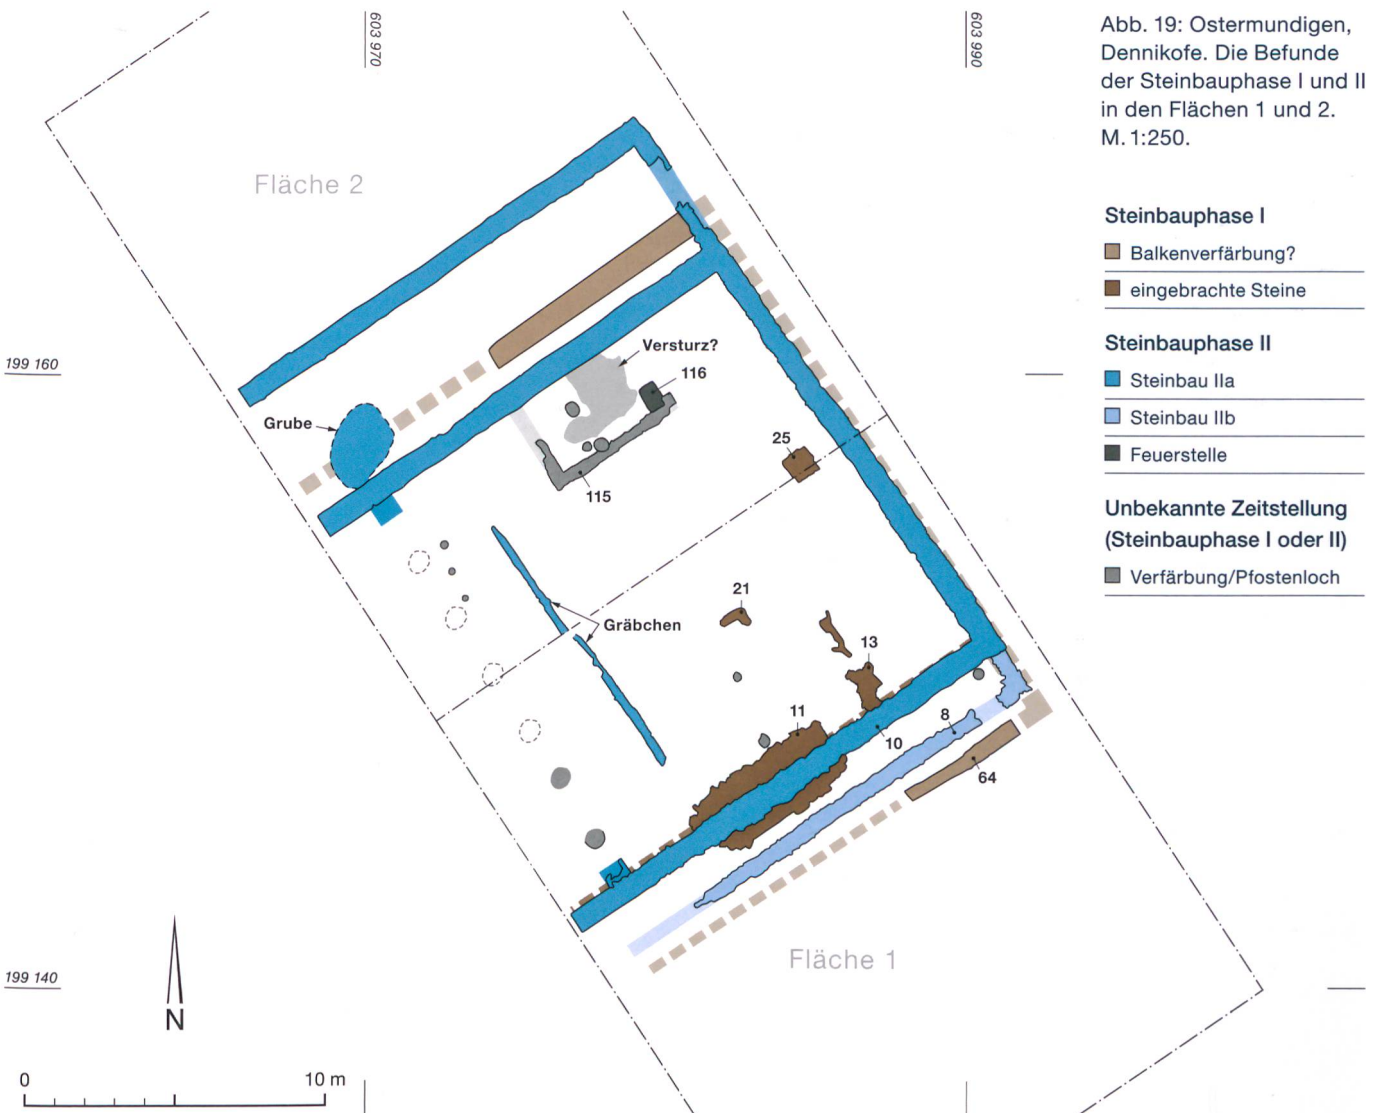 603 970
603 990
Abb. 19: Ostermundigen,
Dennikofe. Die Befunde
der Steinbauphase I und II
in den Flächen 1 und 2.
M. 1:250.
Fläche 2
Steinbauphase I
Balkenverfärbung?
eingebrachte Steine
Steinbauphase II
Steinbau IIa
Steinbau IIb
Feuerstelle
Unbekannte Zeitstellung
(Steinbauphase I oder II)
Verfärbung/Pfostenloch
199 160
Versturz?
116
Grube
25
115
21
Gräbchen
13
11
8
10
64
Fläche 1
199 140
N
0
10 m